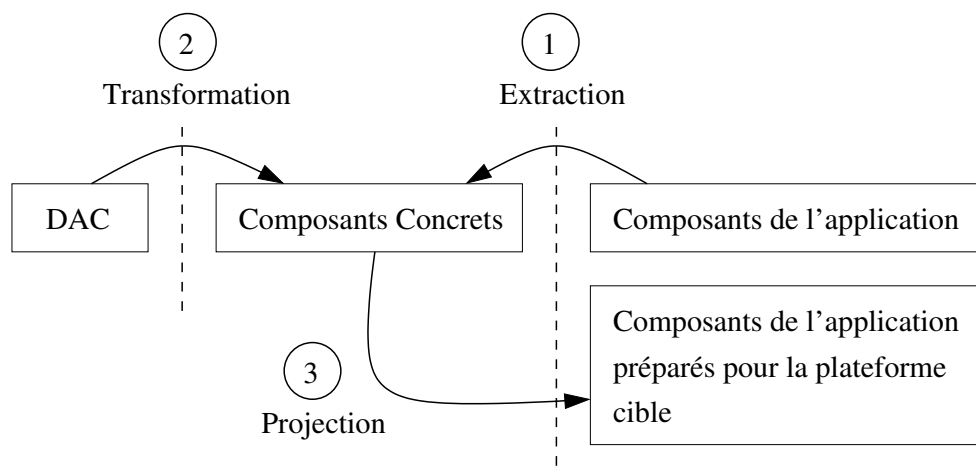 2
1
Transformation
Extraction
DAC
Composants Concrets
Composants de l’application
Composants de l’application
préparés pour la plateforme
cible
3
Projection